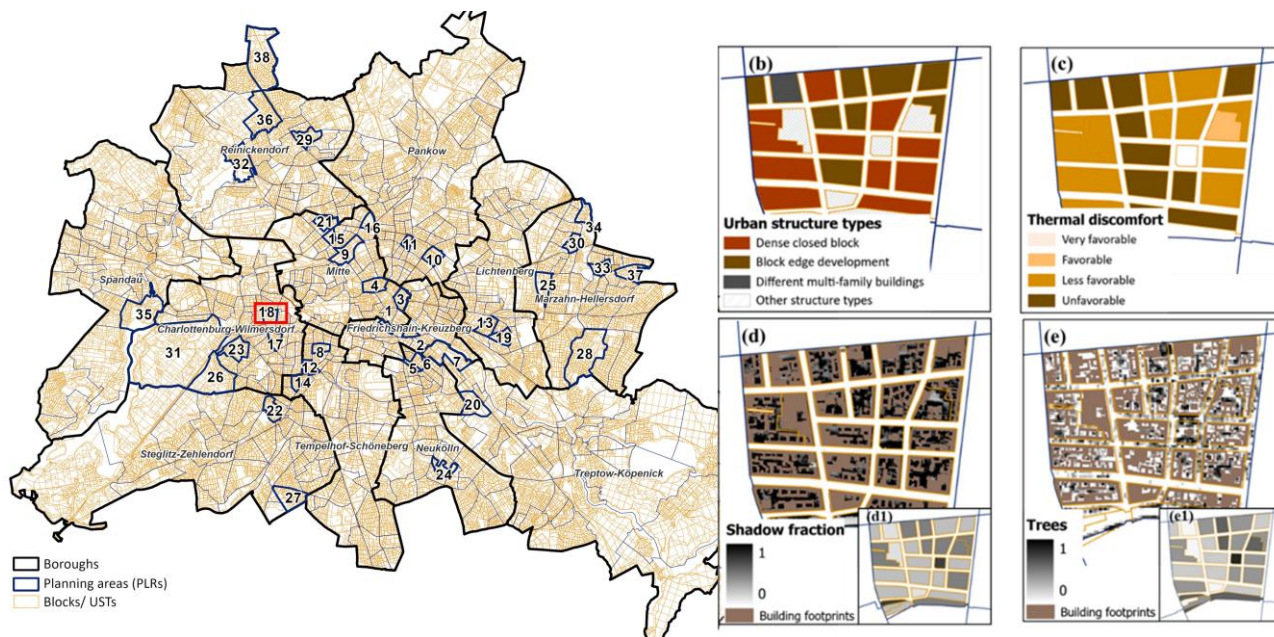 38
36
29
Reinickendorf
32
Pankow
21
15
16
9
11
10
Mitte
4
3
1
34
30
33
37
25
Lichtenberg
Marzahn-Hellersdorf
Spandau
35
18
Charlottenburg-Wilmersdorf
17
31
23
26
Friedrichshain-Kreuzberg
13
19
28
2
8
12
14
5
6
7
20
22
Tempelhof-Schöneberg
Neukölln
Steglitz-Zehlendorf
24
27
Treptow-Köpenick
Boroughs
Planning areas (PLRs)
Blocks/ USTs
(b)
Urban structure types
Dense closed block
Block edge development
Different multi-family buildings
Other structure types
(c)
Thermal discomfort
Very favorable
Favorable
Less favorable
Unfavorable
(d)
Shadow fraction
1
0
Building footprints
(d1)
(e)
Trees
1
0
Building footprints
(e1)